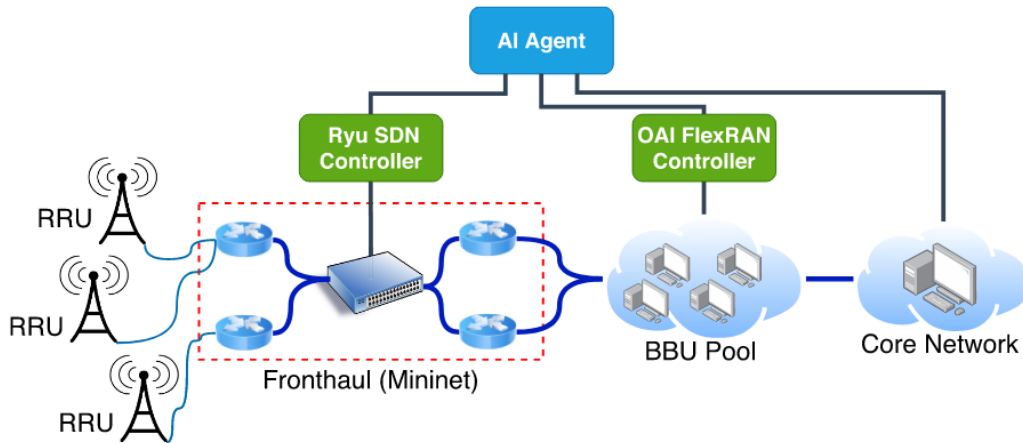 AI Agent
Ryu SDN
Controller
OAI FlexRAN
Controller
RRU
RRU
RRU
Fronthaul (Mininet)
BBU Pool
Core Network